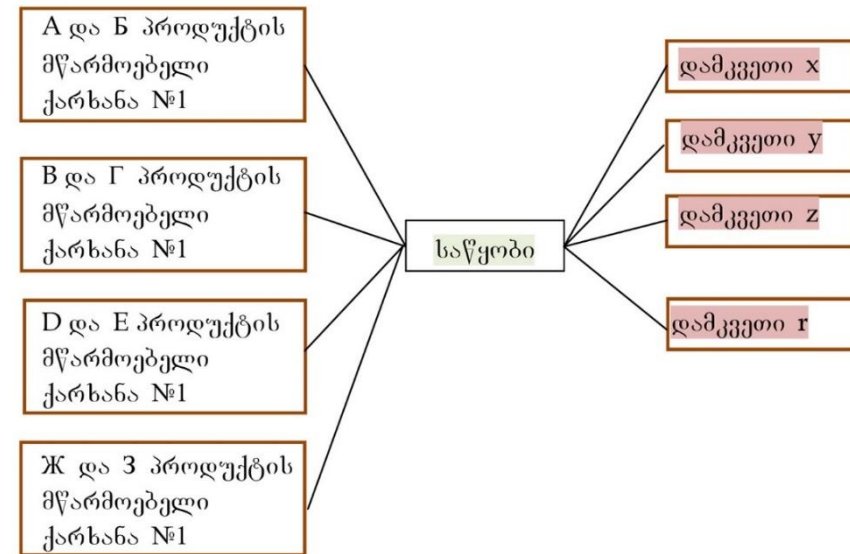 А და Б პროდუქტის
მწარმოებელი
ქარხანა №1
В და Г პროდუქტის
მწარმოებელი
ქარხანა №1
D და Е პროდუქტის
მწარმოებელი
ქარხანა №1
Ж და З პროდუქტის
მწარმოებელი
ქარხანა №1
საწყობი
დამკვეთი x
დამკვეთი y
დამკვეთი z
დამკვეთი r